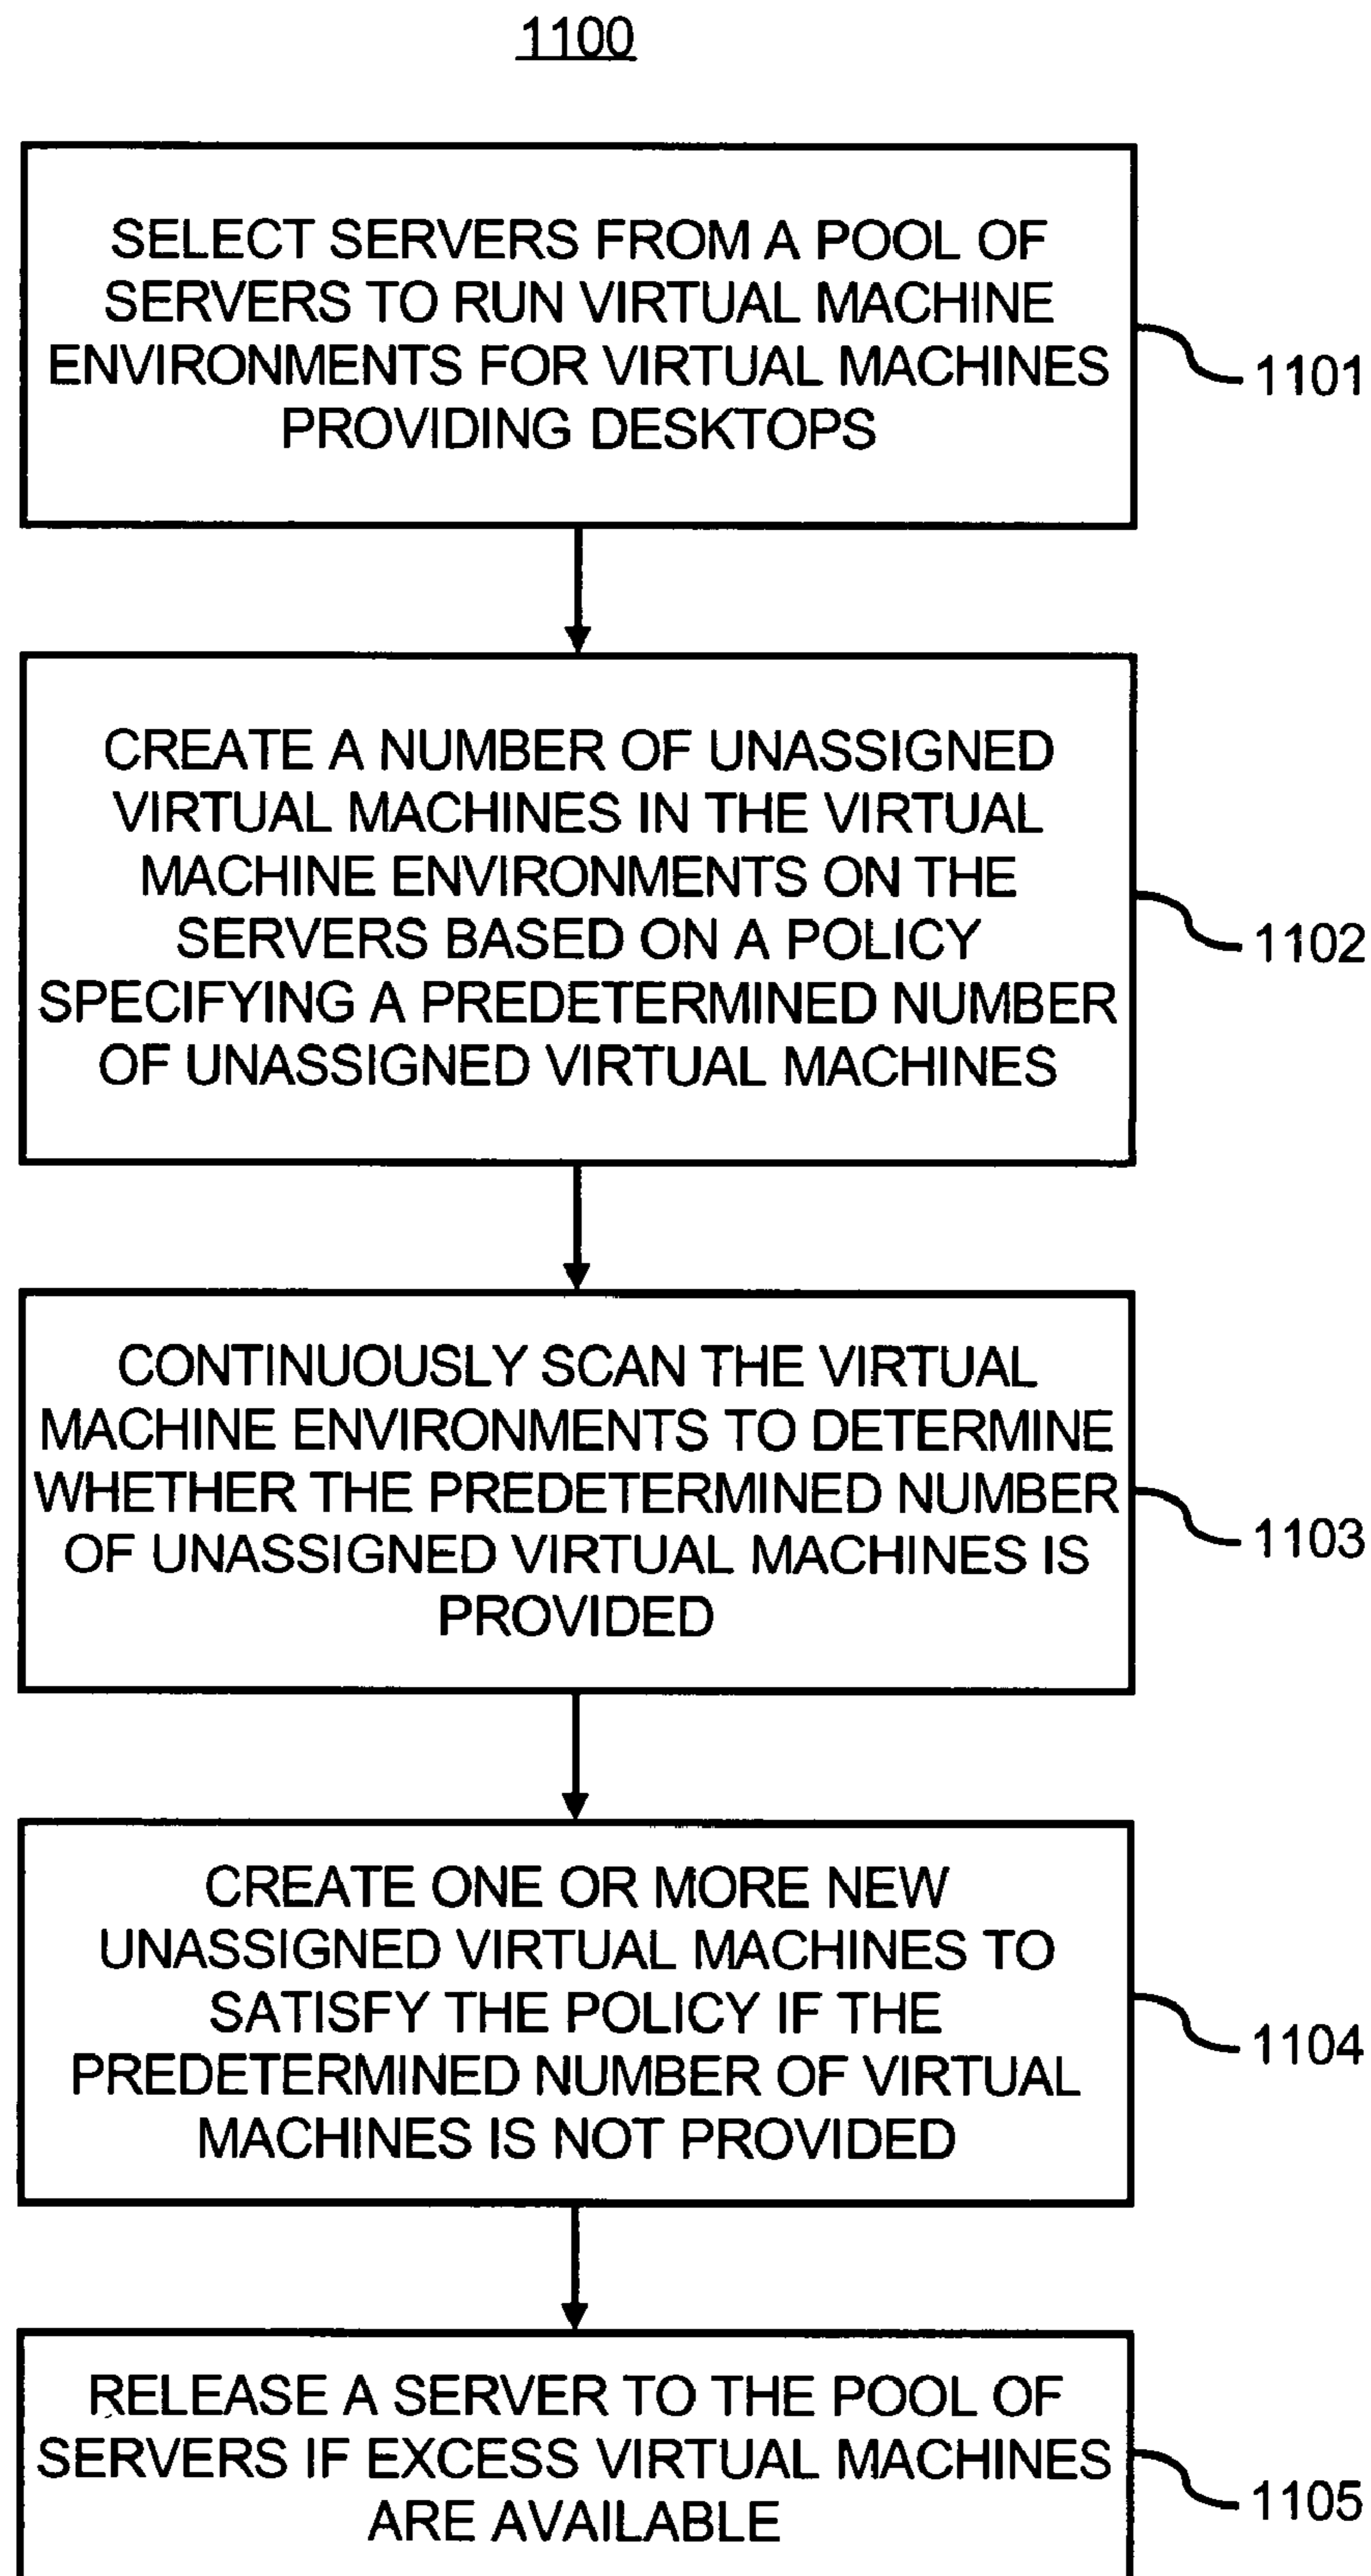 1100
SELECT SERVERS FROM A POOL OF
SERVERS TO RUN VIRTUAL MACHINE
ENVIRONMENTS FOR VIRTUAL MACHINES
PROVIDING DESKTOPS
1101
CREATE A NUMBER OF UNASSIGNED
VIRTUAL MACHINES IN THE VIRTUAL
MACHINE ENVIRONMENTS ON THE
SERVERS BASED ON A POLICY
SPECIFYING A PREDETERMINED NUMBER
OF UNASSIGNED VIRTUAL MACHINES
1102
CONTINUOUSLY SCAN THE VIRTUAL
MACHINE ENVIRONMENTS TO DETERMINE
WHETHER THE PREDETERMINED NUMBER
OF UNASSIGNED VIRTUAL MACHINES IS
PROVIDED
1103
CREATE ONE OR MORE NEW
UNASSIGNED VIRTUAL MACHINES TO
SATISFY THE POLICY IF THE
PREDETERMINED NUMBER OF VIRTUAL
MACHINES IS NOT PROVIDED
1104
RELEASE A SERVER TO THE POOL OF
SERVERS IF EXCESS VIRTUAL MACHINES
ARE AVAILABLE
1105